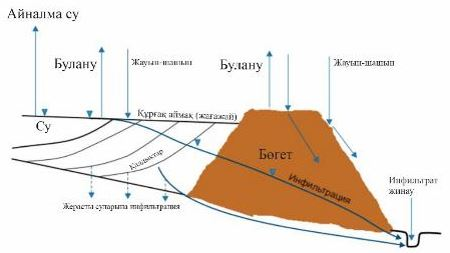 Айналма су
Булану
Жауын-шашын
Булану
Жауын-шашын
Құрғақ аймақ (жағажай)
Су
Қалдықтар
Бөгет
Инфильтрация
Инфильтрат
жинау
Жерасты суларына инфильтрация